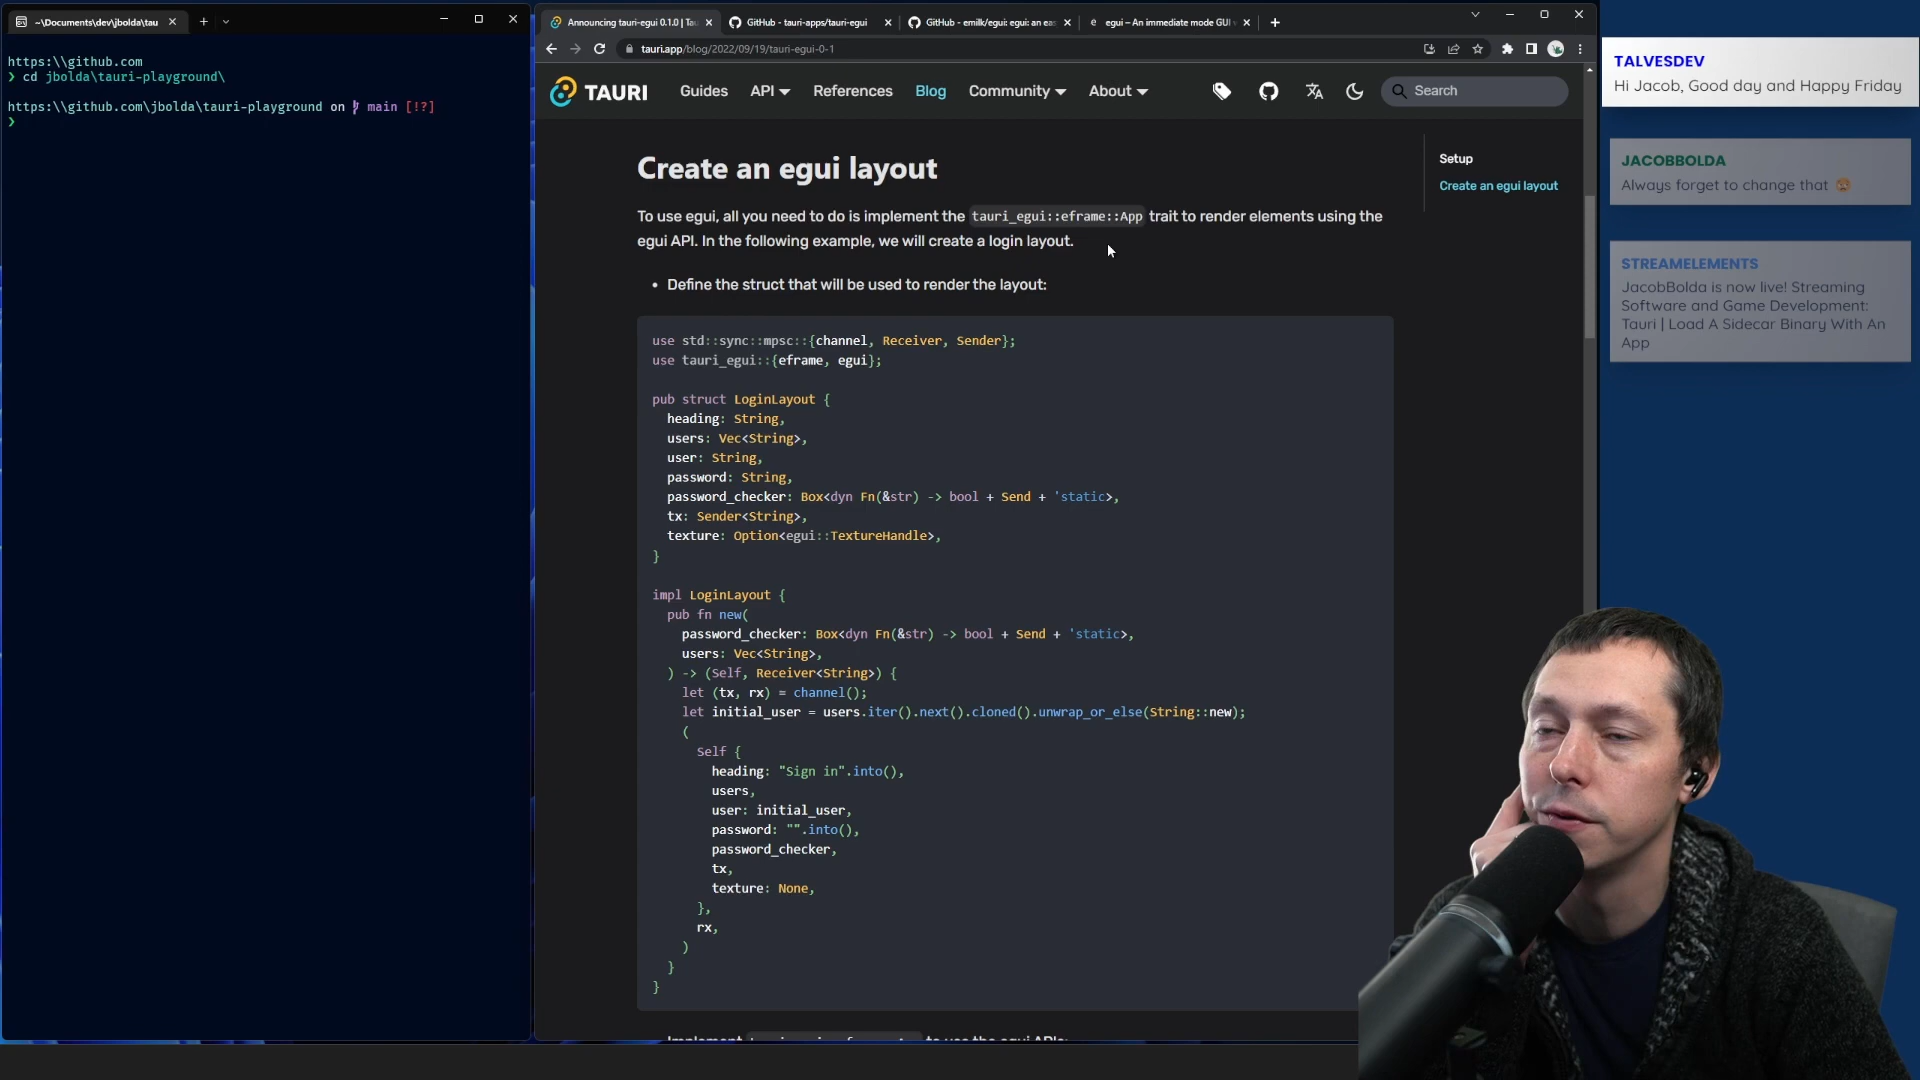 ~\Documents\dev\jbolda\tau
https:\\github.com
❯ cd jbolda\tauri-playground\
https:\\github.com\jbolda\tauri-playground on main [!?]
❯
Announcing tauri-egui 0.1.0 | Tau
GitHub - tauri-apps/tauri-egui
GitHub - emilk/egui: egui: an eas
egui – An immediate mode GUI
tauri.app/blog/2022/09/19/tauri-egui-0-1
TAURI
Guides
API
References
Blog
Community
About
Search
Create an egui layout
To use egui, all you need to do is implement the tauri_egui::eframe::App trait to render elements using the
egui API. In the following example, we will create a login layout.
• Define the struct that will be used to render the layout:
use std::sync::mpsc::{channel, Receiver, Sender};
use tauri_egui::{eframe, egui};
pub struct LoginLayout {
heading: String,
users: Vec<String>,
user: String,
password: String,
password_checker: Box<dyn Fn(&str) -> bool + Send + 'static>,
tx: Sender<String>,
texture: Option<egui::TextureHandle>,
}
impl LoginLayout {
pub fn new(
password_checker: Box<dyn Fn(&str) -> bool + Send + 'static>,
users: Vec<String>,
) -> (Self, Receiver<String>) {
let (tx, rx) = channel();
let initial_user = users.iter().next().cloned().unwrap_or_else(String::new);
(
Self {
heading: "Sign in".into(),
users,
user: initial_user,
password: "".into(),
password_checker,
tx,
texture: None,
},
rx,
)
}
}
Setup
Create an egui layout
TALVESDEV
Hi Jacob, Good day and Happy Friday
JACOBBOLDA
Always forget to change that
STREAMELEMENTS
JacobBolda is now live! Streaming
Software and Game Development:
Tauri | Load A Sidecar Binary With An
App